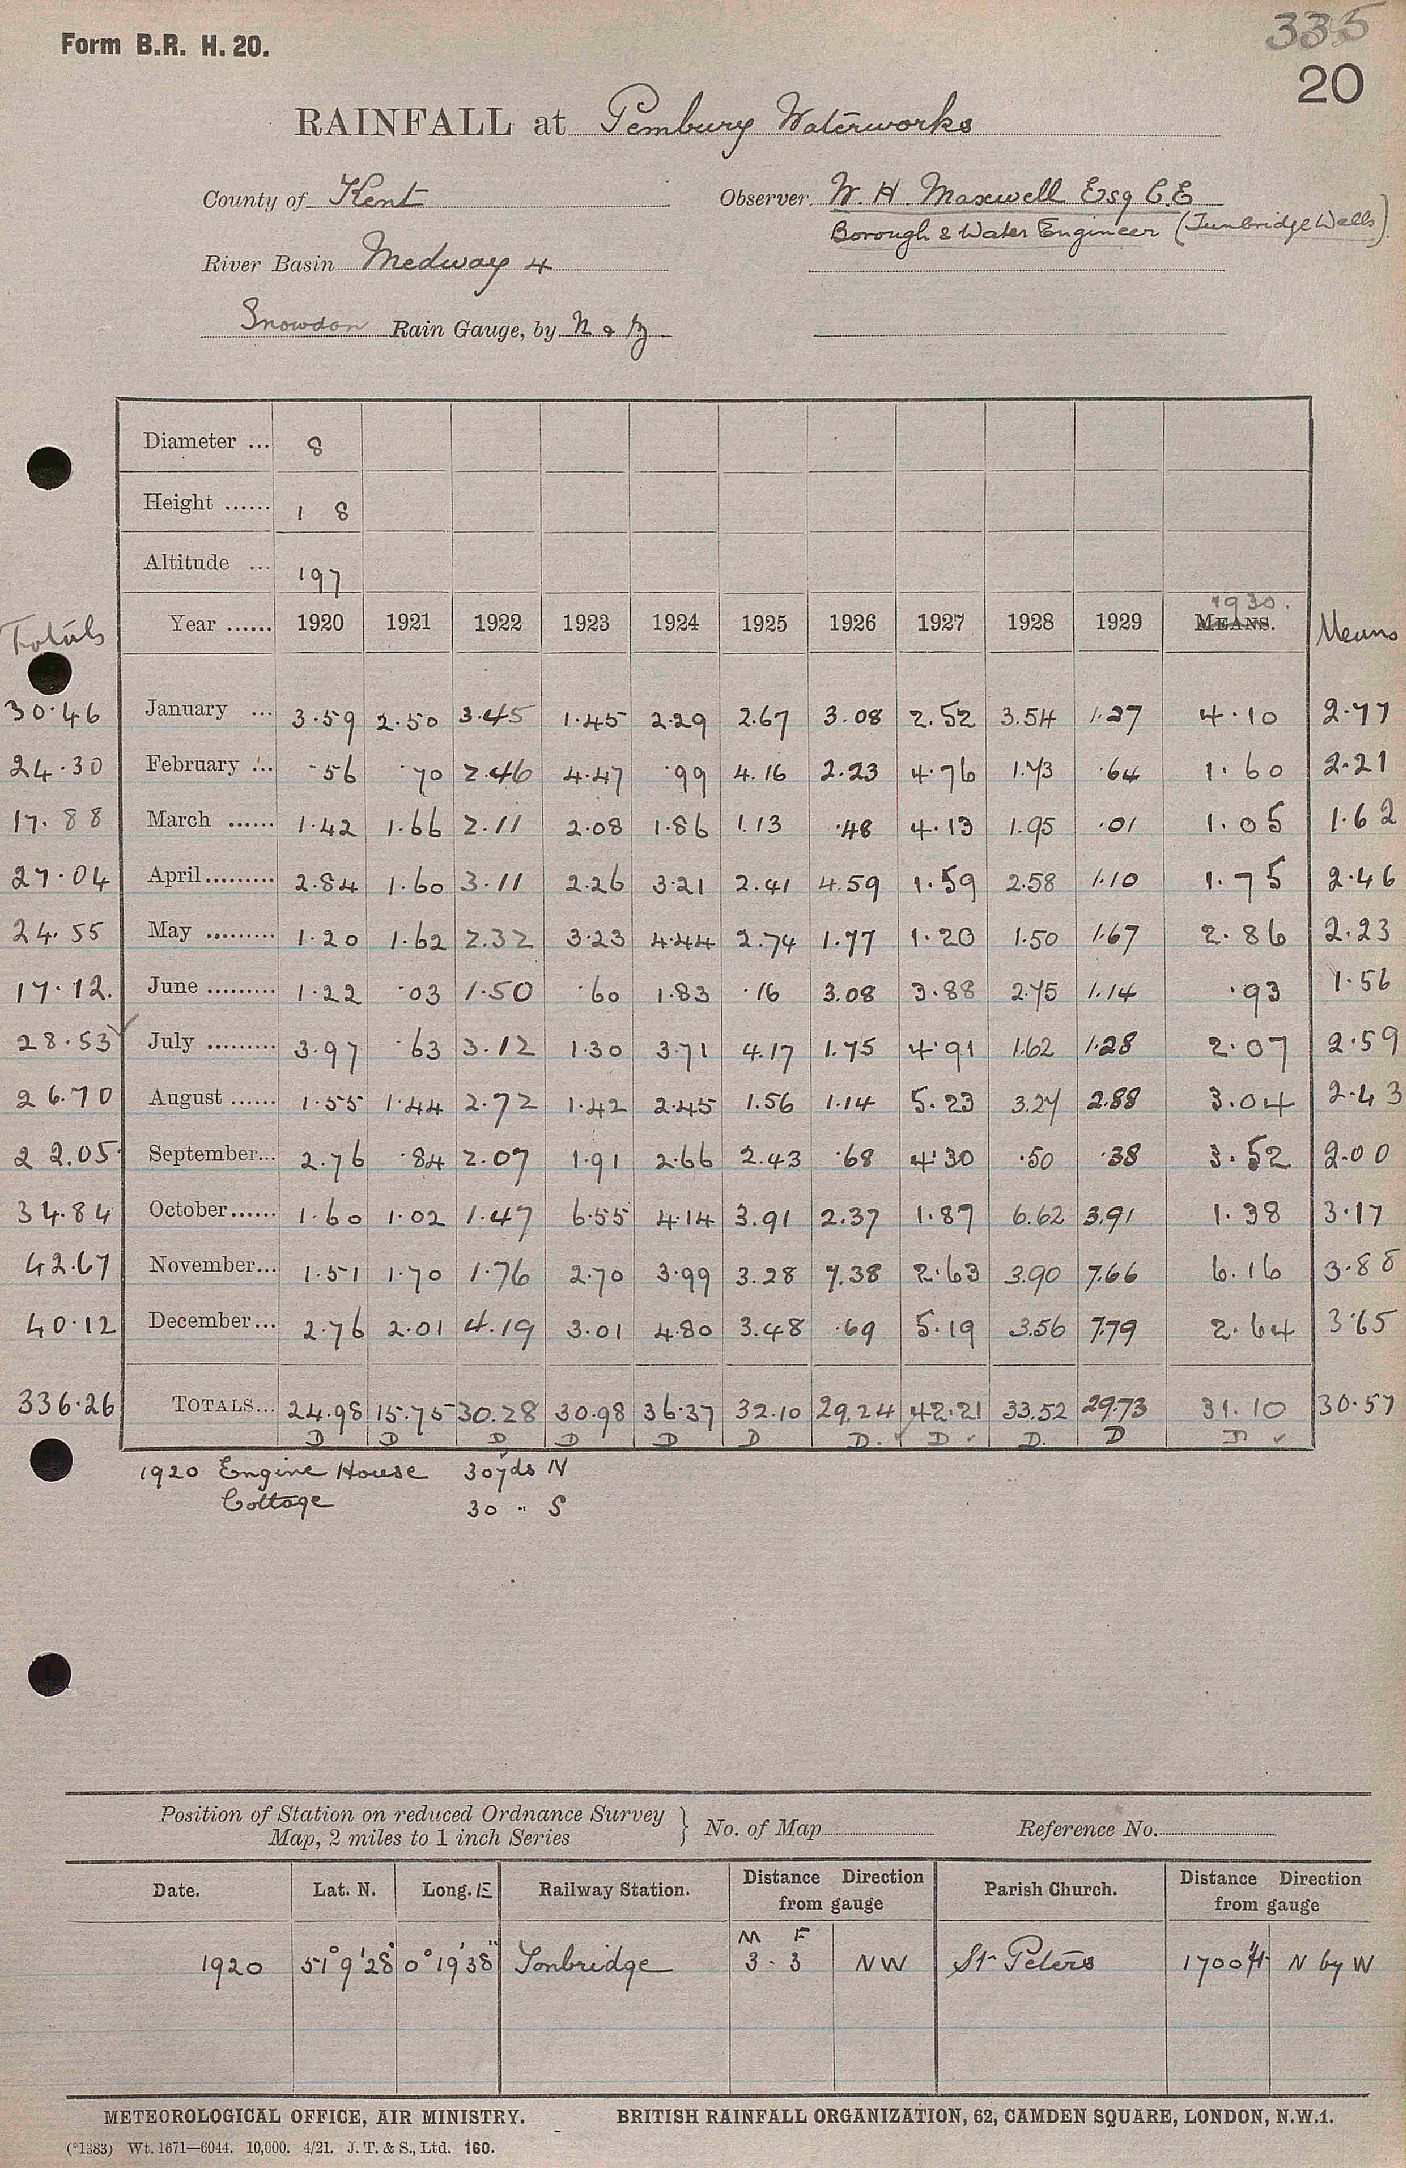 335
Form B.R. H. 20.
20
RAINFALL at Pembury Waterworks
County of Kent Observer W. H. Maxwell Esq C.E
Borough & Water Engineer (Tunbridge Wells)
River Basin Medway 4
Snowdon Rain Gauge, by N & Z
Diameter ... 8
Height ...... 1 8
Altitude ... 197
1930.
Totals Year ...... 1920 1921 1922 1923 1924 1925 1926 1927 1928 1929 MEANS. Means
30.46 January ... 3.59 2.50 3.45 1.45 2.29 2.67 3.08 2.52 3.54 1.27 4.10 2.77
24.30 February ... .56 .70 2.46 4.47 .99 4.16 2.23 4.76 1.73 .64 1.60 2.21
17.88 March ...... 1.42 1.66 2.11 2.08 1.86 1.13 .48 4.13 1.95 .01 1.05 1.62
27.04 April ......... 2.84 1.60 3.11 2.26 3.21 2.41 4.59 1.59 2.58 1.10 1.75 2.46
24.55 May ......... 1.20 1.62 2.32 3.23 4.44 2.74 1.77 1.20 1.50 1.67 2.86 2.23
17.12. June ......... 1.22 .03 1.50 .60 1.83 .16 3.08 3.88 2.75 1.14 .93 1.56
28.53 ✓ July ......... 3.97 .63 3.12 1.30 3.71 4.17 1.75 4.91 1.62 1.28 2.07 2.59
26.70 August ...... 1.55 1.44 2.72 1.42 2.45 1.56 1.14 5.23 3.27 2.88 3.04 2.43
22.05 September... 2.76 .84 2.07 1.91 2.66 2.43 .68 4.30 .50 .38 3.52 2.00
34.84 October ...... 1.60 1.02 1.47 6.55 4.14 3.91 2.37 1.87 6.62 3.91 1.38 3.17
42.67 November... 1.51 1.70 1.76 2.70 3.99 3.28 7.38 2.63 3.90 7.66 6.16 3.88
40.12 December... 2.76 2.01 4.19 3.01 4.80 3.48 .69 5.19 3.56 7.79 2.64 3.65
336.26 TOTALS... 24.98 15.75 30.28 30.98 36.37 32.10 29.24 42.21 33.52 29.73 31.10 30.57
D D D D D D D. ✓ D ✓ D. D D ✓
1920 Engine House 30yds N
Cottage 30 " S
Position of Station on reduced Ordnance Survey
Map, 2 miles to 1 inch Series } No. of Map Reference No.
Date. Lat. N. Long. E Railway Station. Distance Direction from gauge Parish Church. Distance Direction from gauge
M F
1920 51° 9' 28" 0° 19' 38" Tonbridge 3 - 3 NW St Peters 1700 ft N by W
METEOROLOGICAL OFFICE, AIR MINISTRY. BRITISH RAINFALL ORGANIZATION, 62, CAMDEN SQUARE, LONDON, N.W.1.
(*1383) Wt. 1671—6044. 10,000. 4/21. J. T. & S., Ltd. 160.